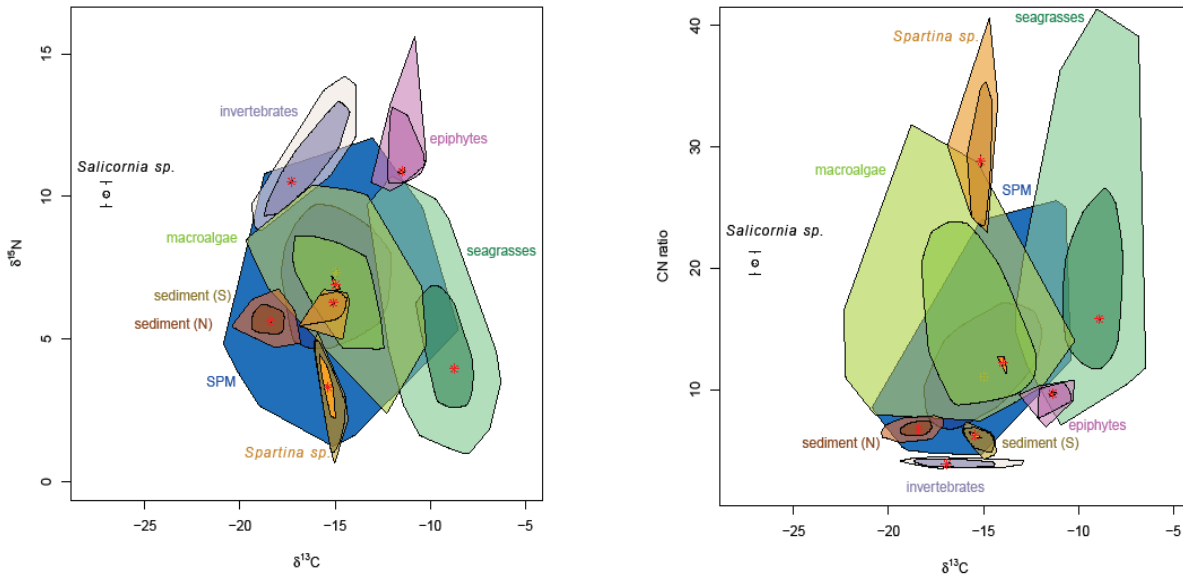 15
10
5
0
δ15N
invertebrates
epiphytes
Salicornia sp.
macroalgae
seagrasses
sediment (S)
sediment (N)
SPM
Spartina sp.
−25
−20
−15
−10
−5
δ13C
40
30
20
10
CN ratio
seagrasses
Spartina sp.
macroalgae
SPM
Salicornia sp.
epiphytes
sediment (N)
sediment (S)
invertebrates
−25
−20
−15
−10
−5
δ13C